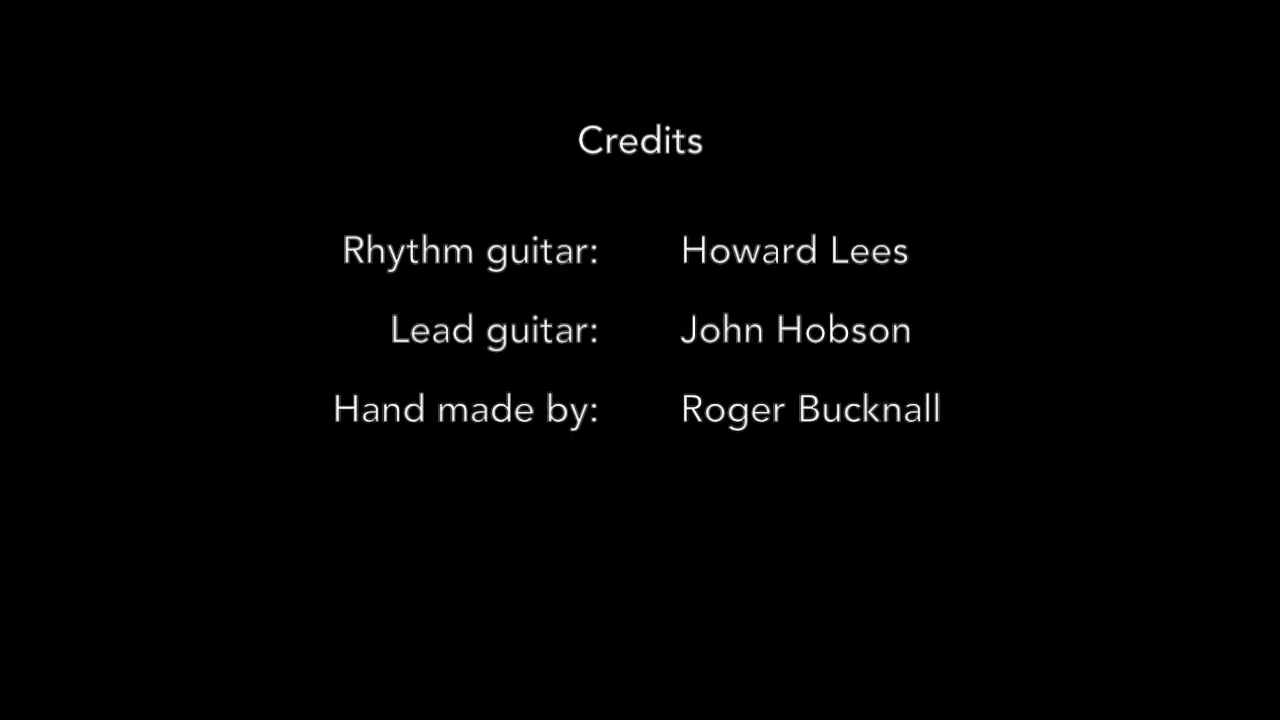 Credits
Rhythm guitar: Howard Lees
Lead guitar: John Hobson
Hand made by: Roger Bucknall